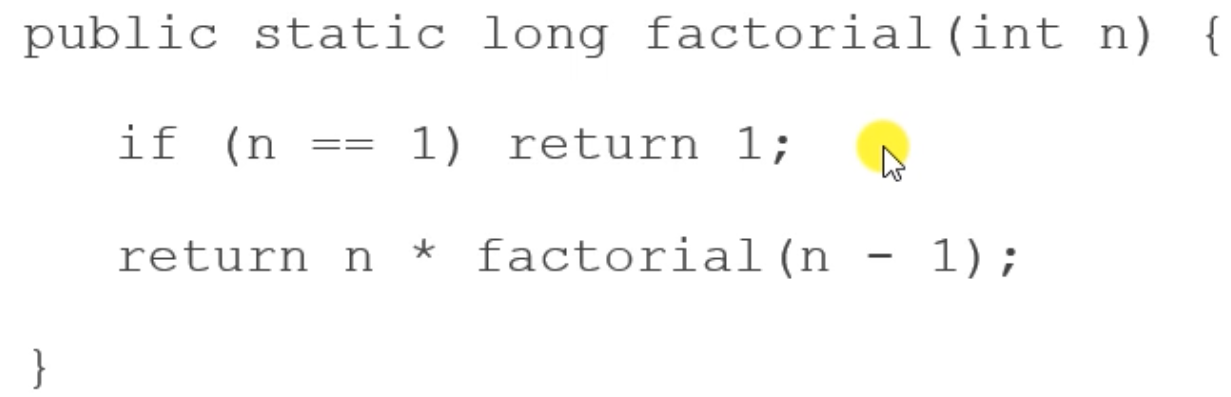 public static long factorial(int n) {
if (n == 1) return 1;
return n * factorial(n - 1);
}